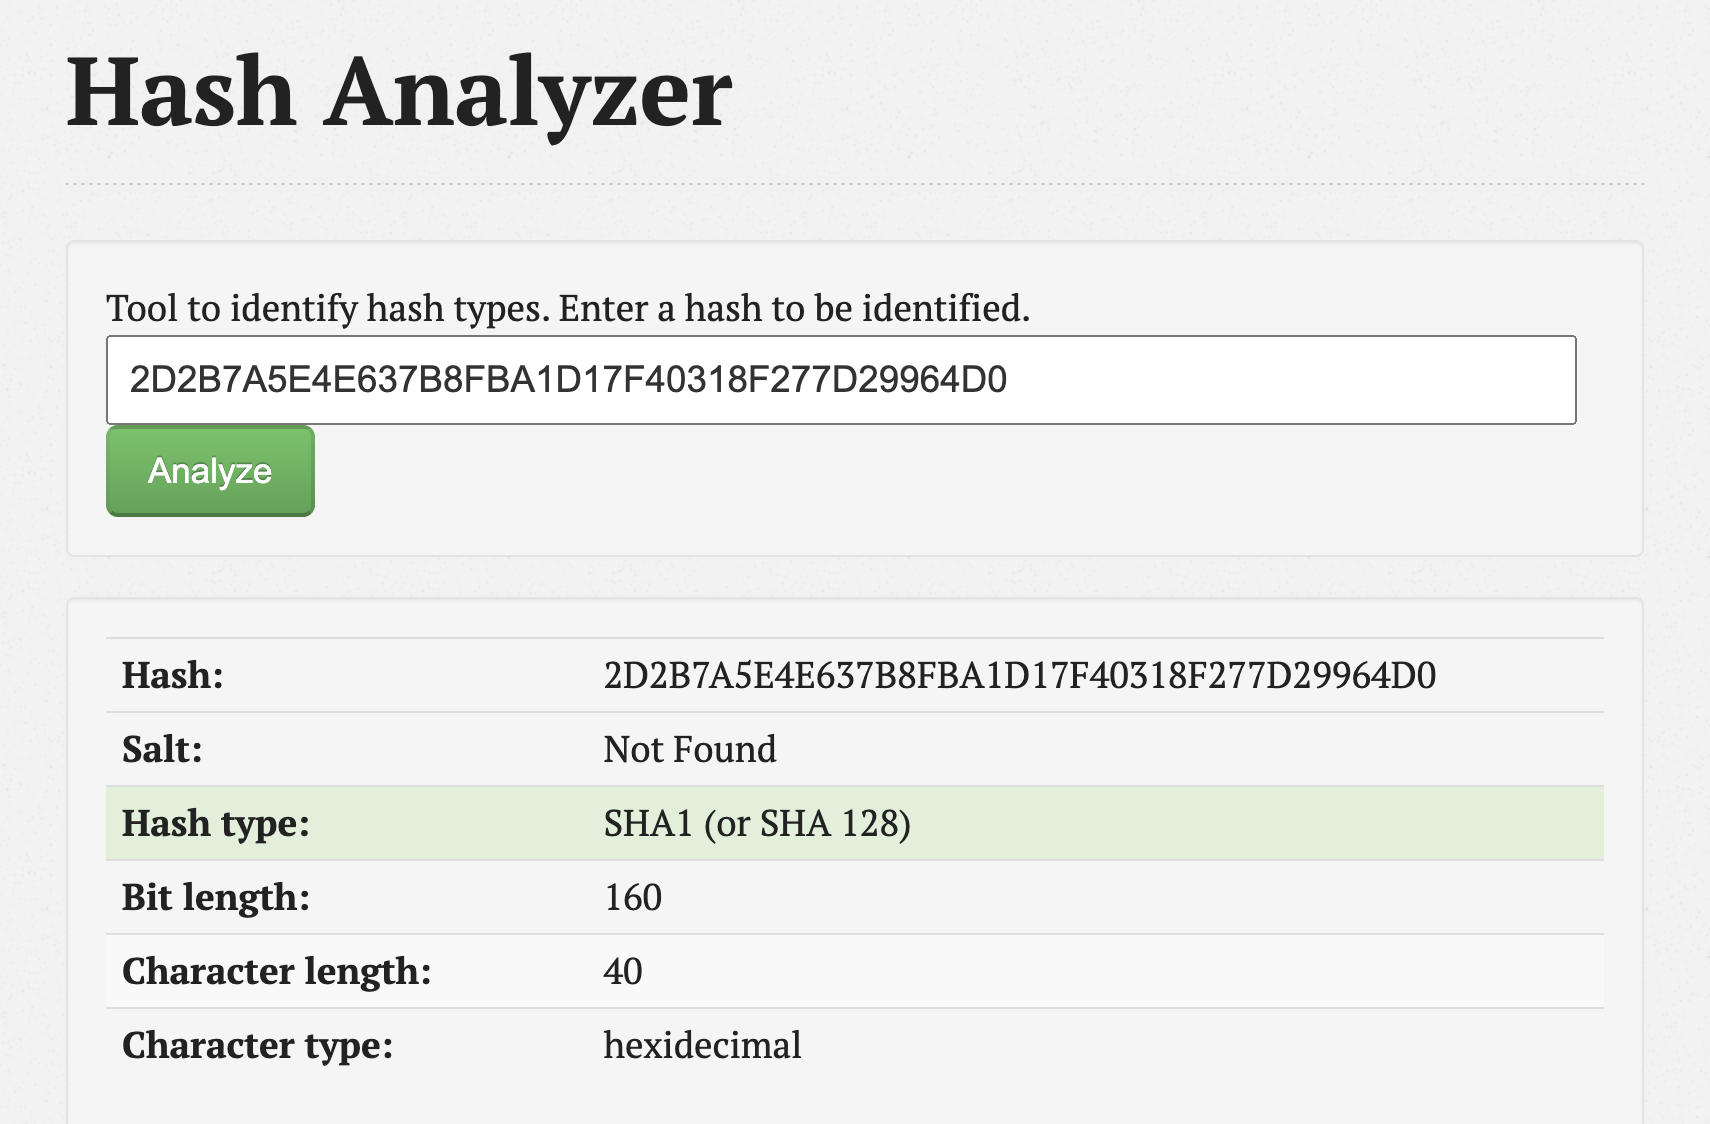 Hash Analyzer
Tool to identify hash types. Enter a hash to be identified.
2D2B7A5E4E637B8FBA1D17F40318F277D29964D0
Analyze
Hash: 2D2B7A5E4E637B8FBA1D17F40318F277D29964D0
Salt: Not Found
Hash type: SHA1 (or SHA 128)
Bit length: 160
Character length: 40
Character type: hexidecimal